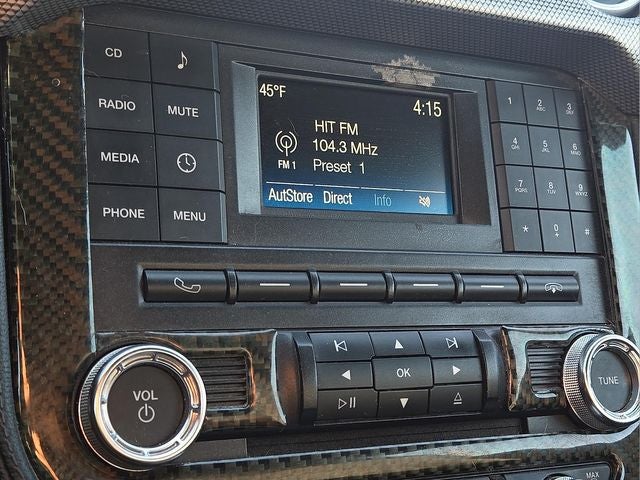 CD
RADIO
MUTE
MEDIA
PHONE
MENU
45°F
4:15
HIT FM
104.3 MHz
FM 1
Preset 1
AutStore Direct Info
1
2 ABC
3 DEF
4 GHI
5 JKL
6 MNO
7 PQRS
8 TUV
9 WXYZ
*
0 +
#
OK
VOL
TUNE
MAX